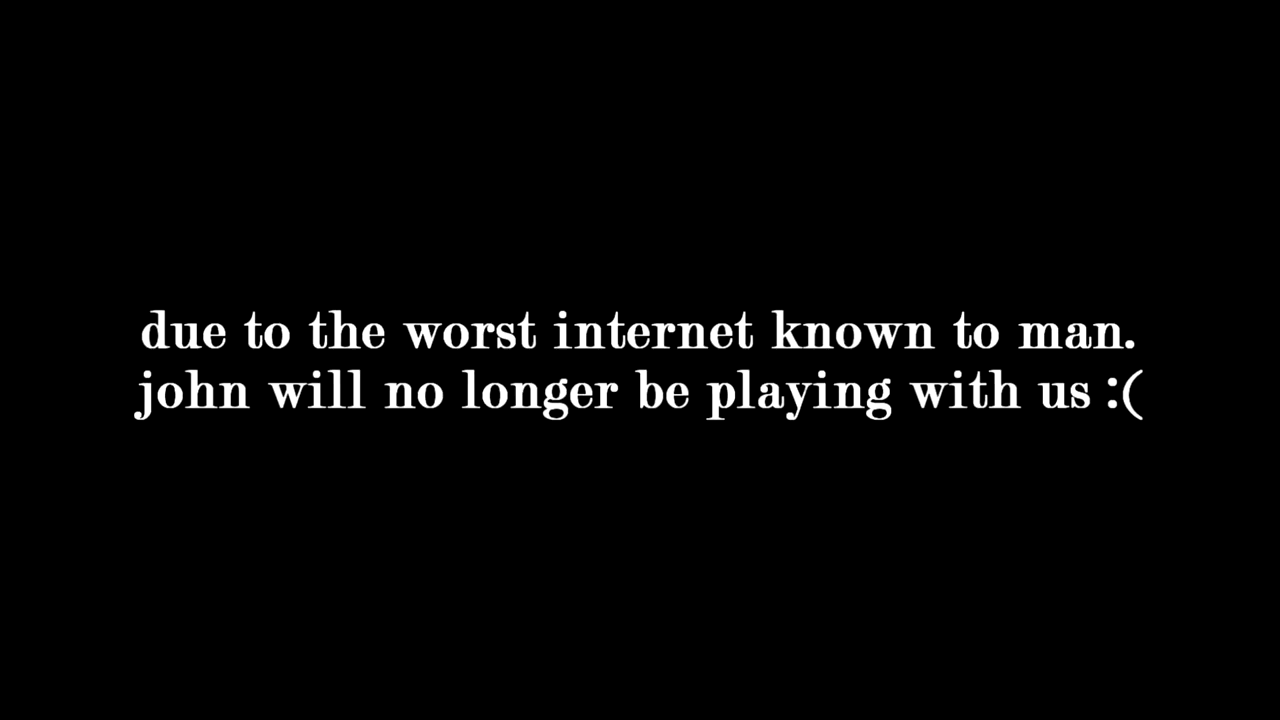 due to the worst internet known to man.
john will no longer be playing with us :(